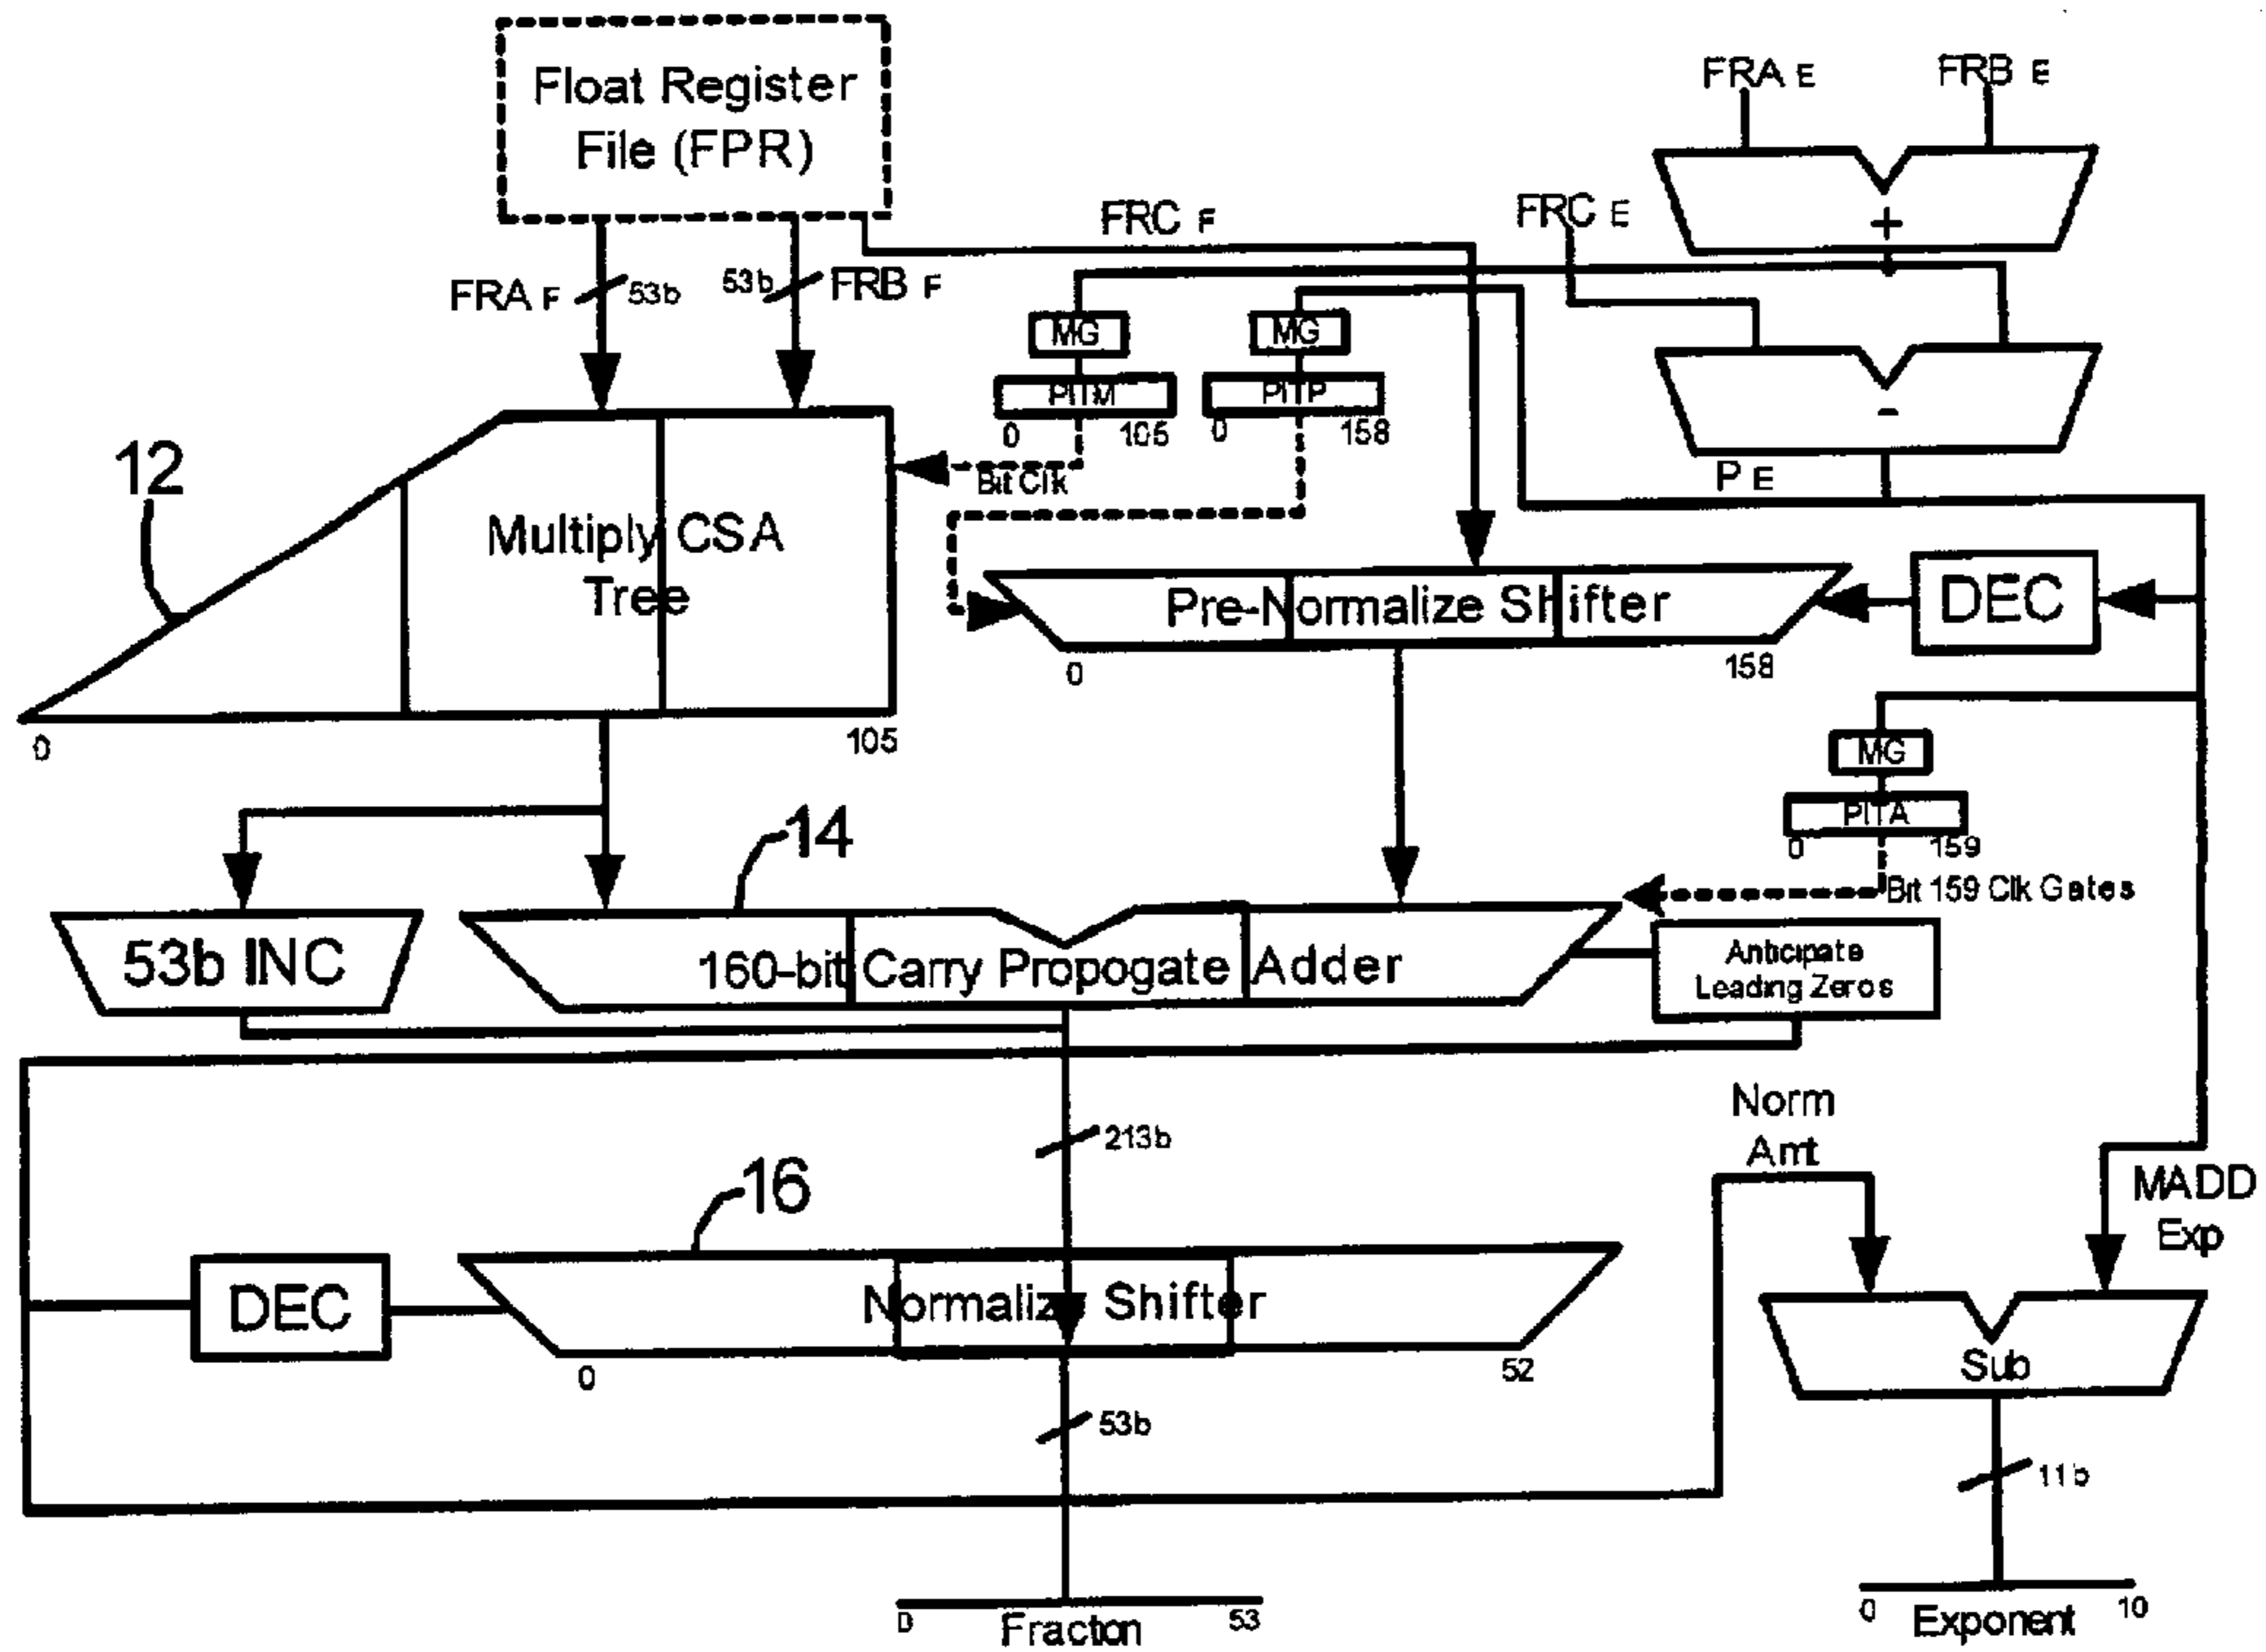 Float Register
File (FPR)
FRA E
FRB E
FRC F
FRC E
+
FRA F
53b
53b
FRB F
MG
MG
PITM
PITP
0
105
0
158
-
12
Bit Clk
P E
Multiply CSA
Tree
Pre-Normalize Shifter
DEC
0
158
0
105
MG
PITA
0
159
14
Bit 159 Clk Gates
53b INC
160-bit Carry Propogate Adder
Anticipate
Leading Zeros
Norm
Amt
213b
16
MADD
Exp
DEC
Normalize Shifter
0
52
Sub
53b
11b
0
53
Fraction
0
10
Exponent